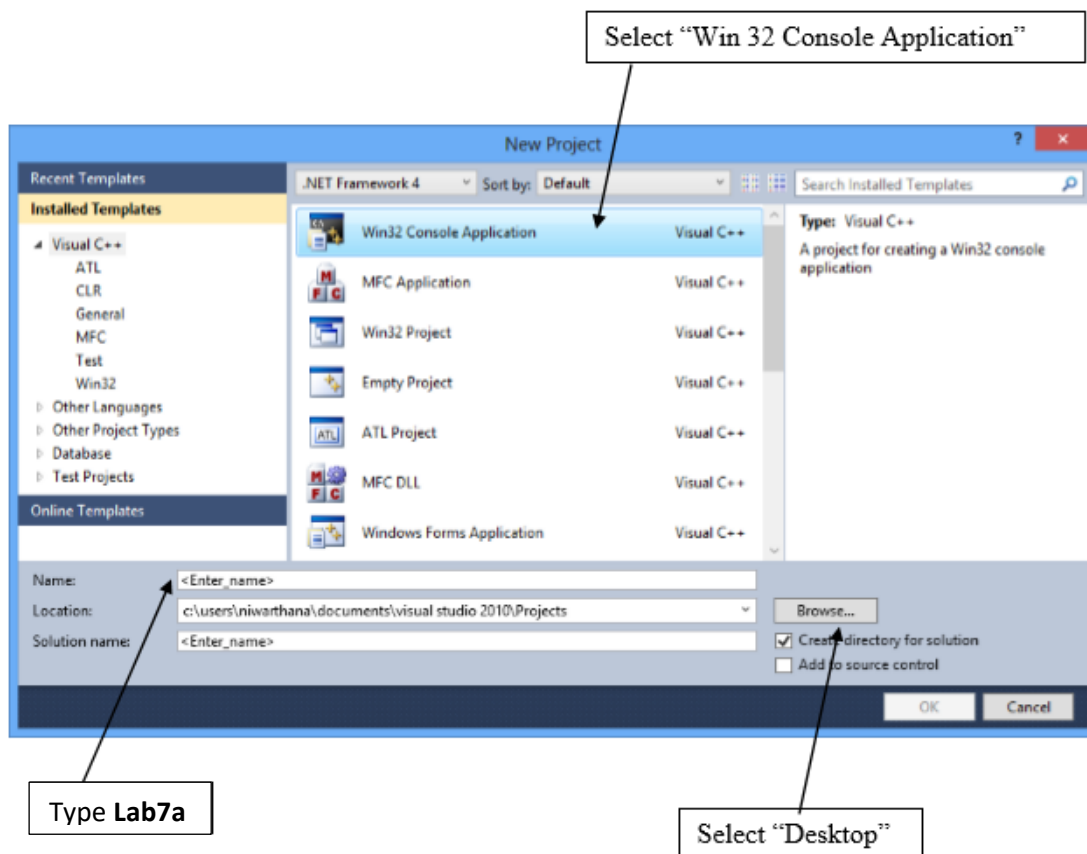 Select “Win 32 Console Application”
New Project
?
×
Recent Templates
Installed Templates
Visual C++
ATL
CLR
General
MFC
Test
Win32
Other Languages
Other Project Types
Database
Test Projects
Online Templates
.NET Framework 4
Sort by: Default
Search Installed Templates
Win32 Console Application Visual C++
MFC Application Visual C++
Win32 Project Visual C++
Empty Project Visual C++
ATL Project Visual C++
MFC DLL Visual C++
Windows Forms Application Visual C++
Type: Visual C++
A project for creating a Win32 console
application
Name: <Enter_name>
Location: c:\users\niwarthana\documents\visual studio 2010\Projects
Browse...
Solution name: <Enter_name>
Create directory for solution
Add to source control
OK
Cancel
Type Lab7a
Select “Desktop”